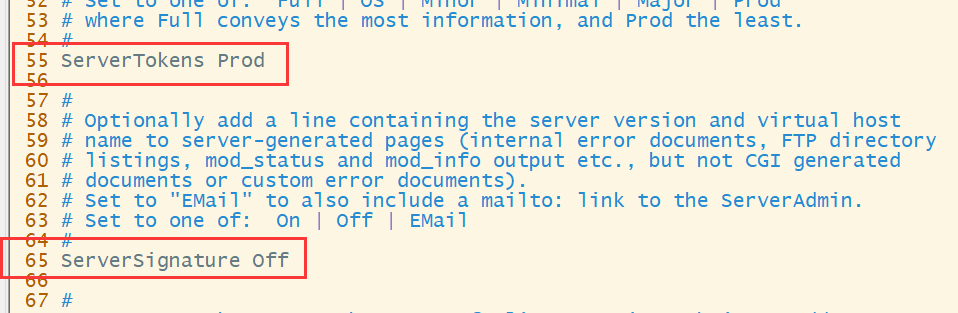 52 # Set to one of:  Full | OS | Minor | Minimal | Major | Prod
53 # where Full conveys the most information, and Prod the least.
54 #
55 ServerTokens Prod
56
57 #
58 # Optionally add a line containing the server version and virtual host
59 # name to server-generated pages (internal error documents, FTP directory
60 # listings, mod_status and mod_info output etc., but not CGI generated
61 # documents or custom error documents).
62 # Set to "EMail" to also include a mailto: link to the ServerAdmin.
63 # Set to one of:  On | Off | EMail
64 #
65 ServerSignature Off
66
67 #